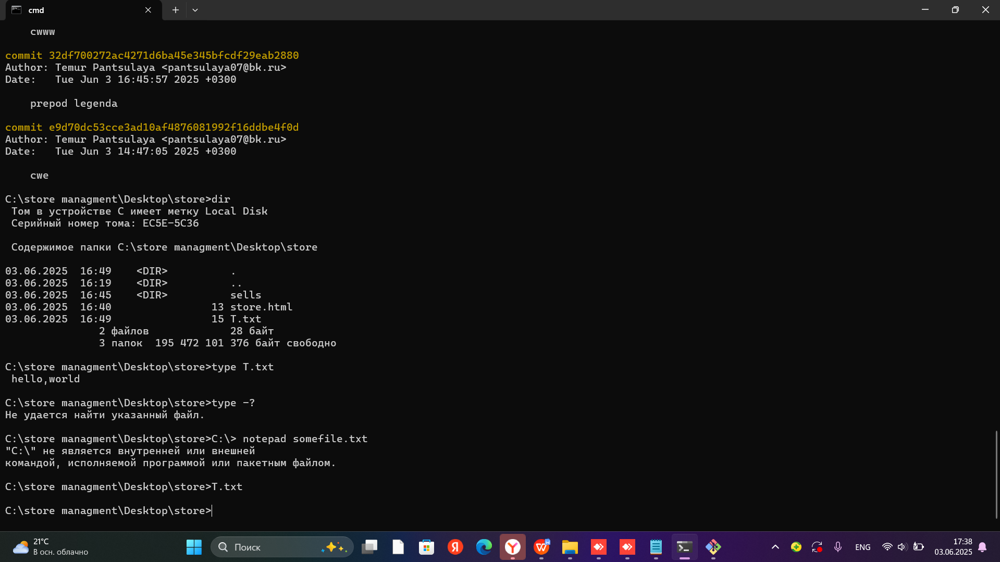 cmd
cwww
commit 32df700272ac4271d6ba45e345bfcdf29eab2880
Author: Temur Pantsulaya <pantsulaya07@bk.ru>
Date:   Tue Jun 3 16:45:57 2025 +0300
prepod legenda
commit e9d70dc53cce3ad10af4876081992f16ddbe4f0d
Author: Temur Pantsulaya <pantsulaya07@bk.ru>
Date:   Tue Jun 3 14:47:05 2025 +0300
cwe
C:\store managment\Desktop\store>dir
Том в устройстве C имеет метку Local Disk
Серийный номер тома: EC5E-5C36
Содержимое папки C:\store managment\Desktop\store
03.06.2025  16:49    <DIR>          .
03.06.2025  16:19    <DIR>          ..
03.06.2025  16:45    <DIR>          sells
03.06.2025  16:40                13 store.html
03.06.2025  16:49                15 T.txt
2 файлов             28 байт
3 папок  195 472 101 376 байт свободно
C:\store managment\Desktop\store>type T.txt
hello,world
C:\store managment\Desktop\store>type -?
Не удается найти указанный файл.
C:\store managment\Desktop\store>C:\> notepad somefile.txt
"C:\" не является внутренней или внешней
командой, исполняемой программой или пакетным файлом.
C:\store managment\Desktop\store>T.txt
C:\store managment\Desktop\store>
21°C
В осн. облачно
Поиск
ENG
17:38
03.06.2025